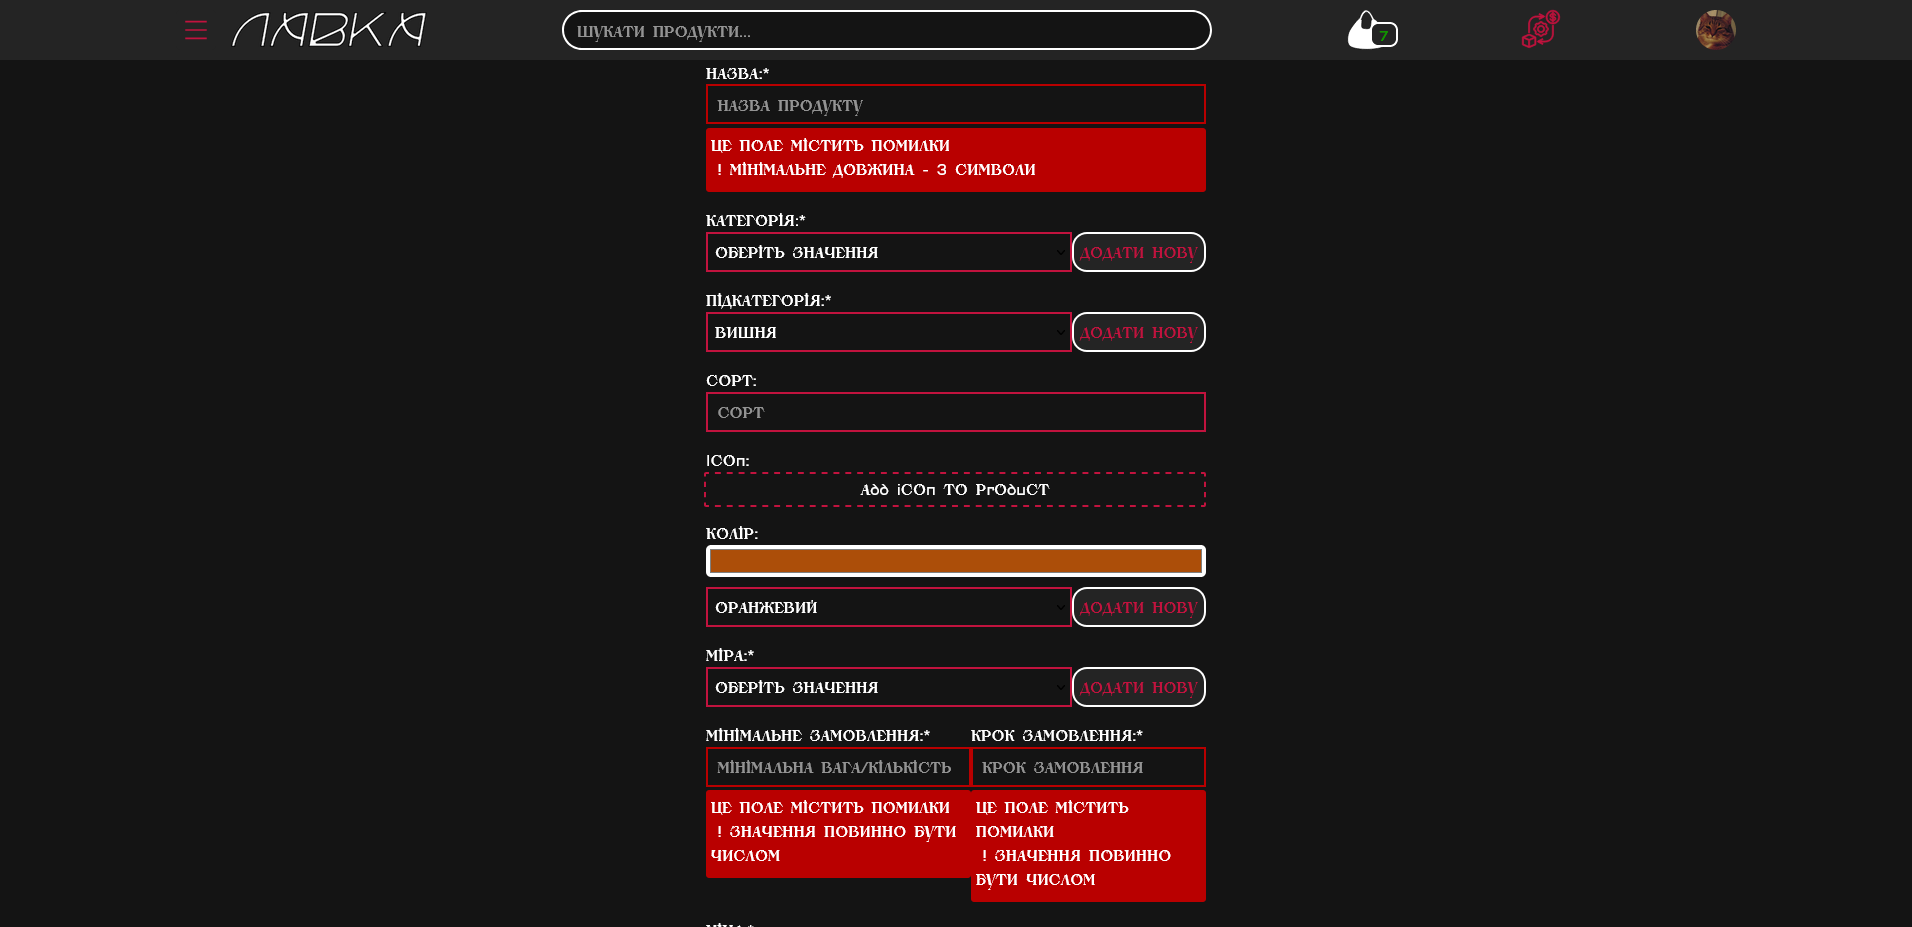 ЛАВКА
ШУКАТИ ПРОДУКТИ...
7
НАЗВА:*
НАЗВА ПРОДУКТУ
ЦЕ ПОЛЕ МІСТИТЬ ПОМИЛКИ
! МІНІМАЛЬНЕ ДОВЖИНА - 3 СИМВОЛИ
КАТЕГОРІЯ:*
ОБЕРІТЬ ЗНАЧЕННЯ
ДОДАТИ НОВУ
ПІДКАТЕГОРІЯ:*
ВИШНЯ
ДОДАТИ НОВУ
СОРТ:
СОРТ
ICOn:
Add iCOn TO PrOduCT
КОЛІР:
ОРАНЖЕВИЙ
ДОДАТИ НОВУ
МІРА:*
ОБЕРІТЬ ЗНАЧЕННЯ
ДОДАТИ НОВУ
МІНІМАЛЬНЕ ЗАМОВЛЕННЯ:*
МІНІМАЛЬНА ВАГА/КІЛЬКІСТЬ
ЦЕ ПОЛЕ МІСТИТЬ ПОМИЛКИ
! ЗНАЧЕННЯ ПОВИННО БУТИ
ЧИСЛОМ
КРОК ЗАМОВЛЕННЯ:*
КРОК ЗАМОВЛЕННЯ
ЦЕ ПОЛЕ МІСТИТЬ
ПОМИЛКИ
! ЗНАЧЕННЯ ПОВИННО
БУТИ ЧИСЛОМ